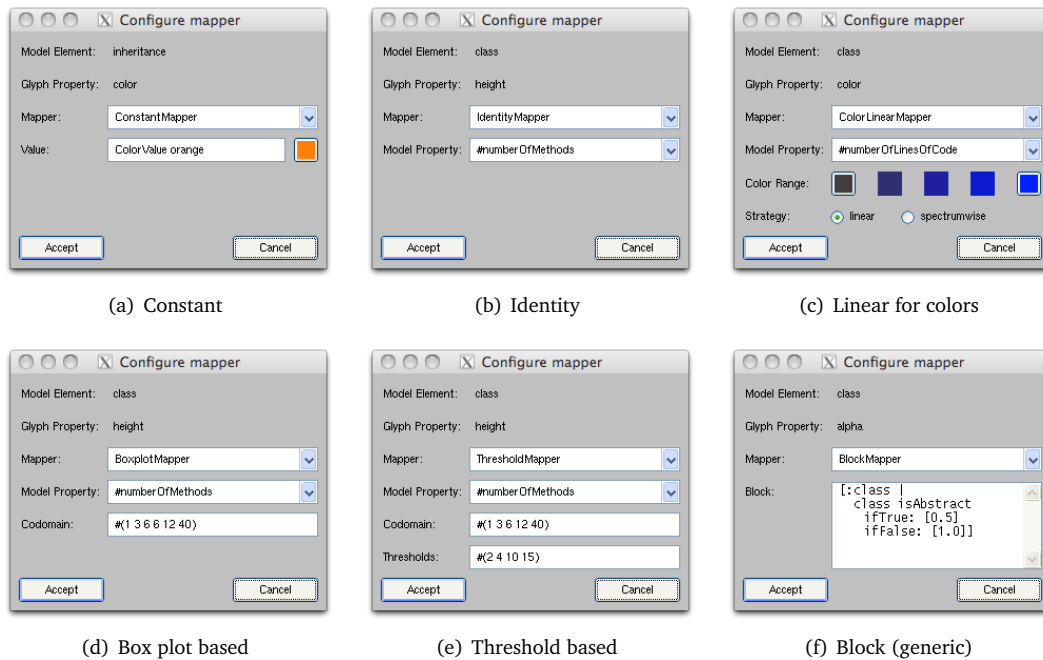 Configure mapper
Model Element: inheritance
Glyph Property: color
Mapper: ConstantMapper
Value: ColorValue orange
Accept Cancel
(a) Constant
Configure mapper
Model Element: class
Glyph Property: height
Mapper: IdentityMapper
Model Property: #numberOfMethods
Accept Cancel
(b) Identity
Configure mapper
Model Element: class
Glyph Property: color
Mapper: ColorLinearMapper
Model Property: #numberOfLinesOfCode
Color Range:
Strategy: linear spectrumwise
Accept Cancel
(c) Linear for colors
Configure mapper
Model Element: class
Glyph Property: height
Mapper: BoxplotMapper
Model Property: #numberOfMethods
Codomain: #(1 3 6 6 12 40)
Accept Cancel
(d) Box plot based
Configure mapper
Model Element: class
Glyph Property: height
Mapper: ThresholdMapper
Model Property: #numberOfMethods
Codomain: #(1 3 6 12 40)
Thresholds: #(2 4 10 15)
Accept Cancel
(e) Threshold based
Configure mapper
Model Element: class
Glyph Property: alpha
Mapper: BlockMapper
Block: [:class |
class isAbstract
ifTrue: [0.5]
ifFalse: [1.0]]
Accept Cancel
(f) Block (generic)